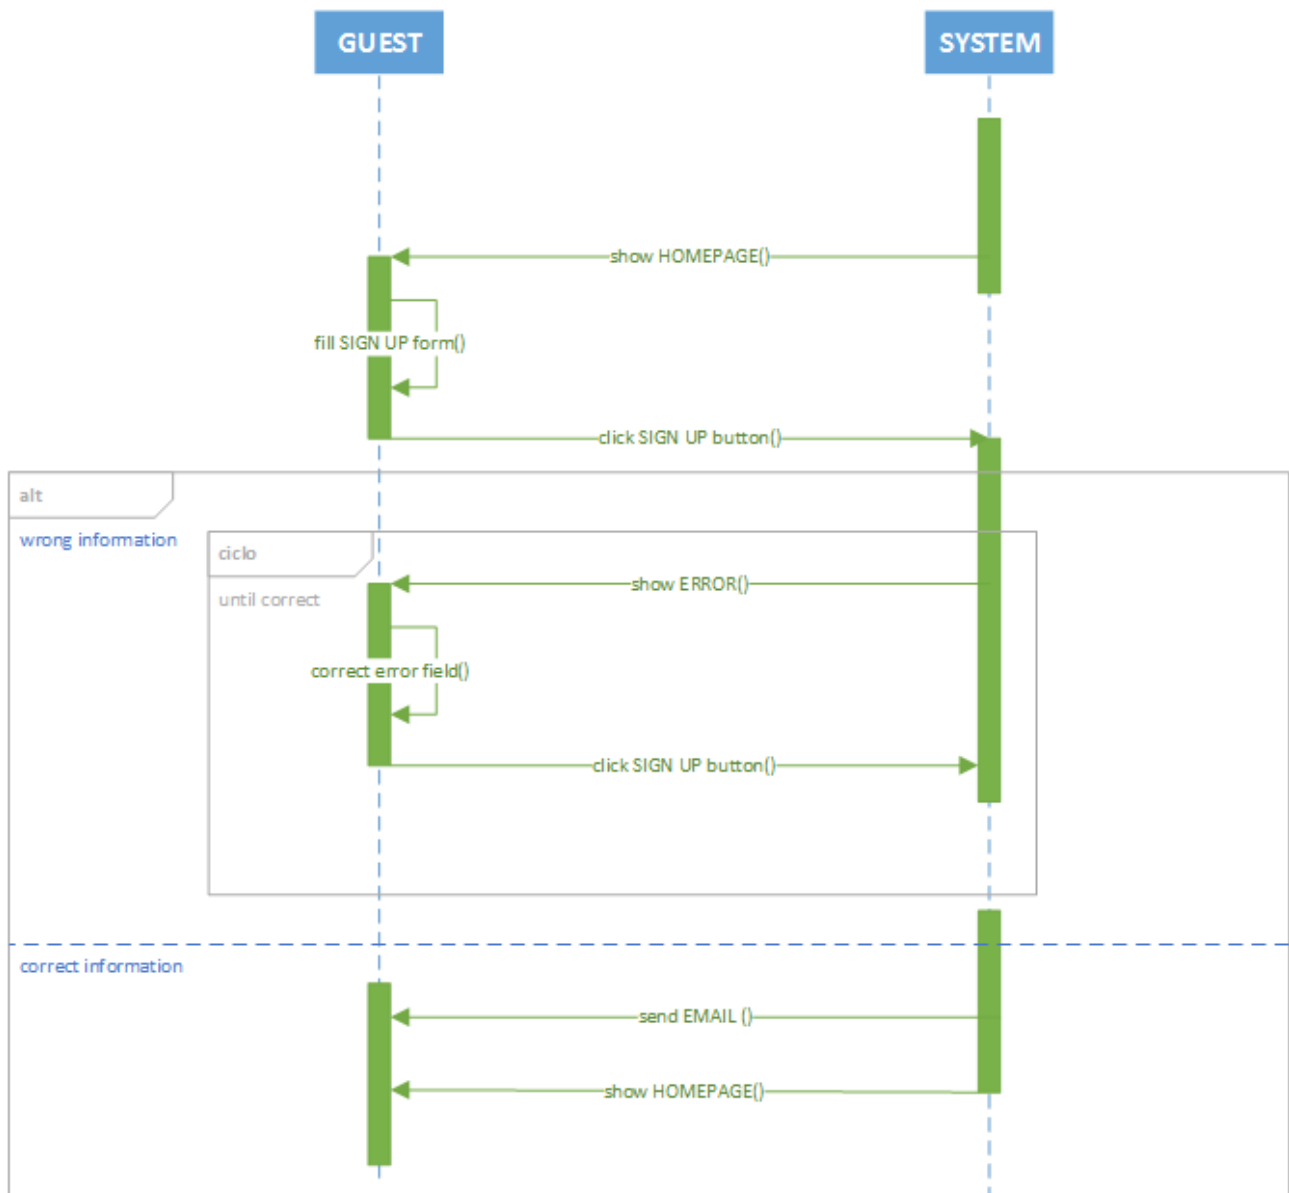 GUEST
SYSTEM
show HOMEPAGE()
fill SIGN UP form()
click SIGN UP button()
alt
wrong information
ciclo
until correct
show ERROR()
correct error field()
click SIGN UP button()
correct information
send EMAIL ()
show HOMEPAGE()